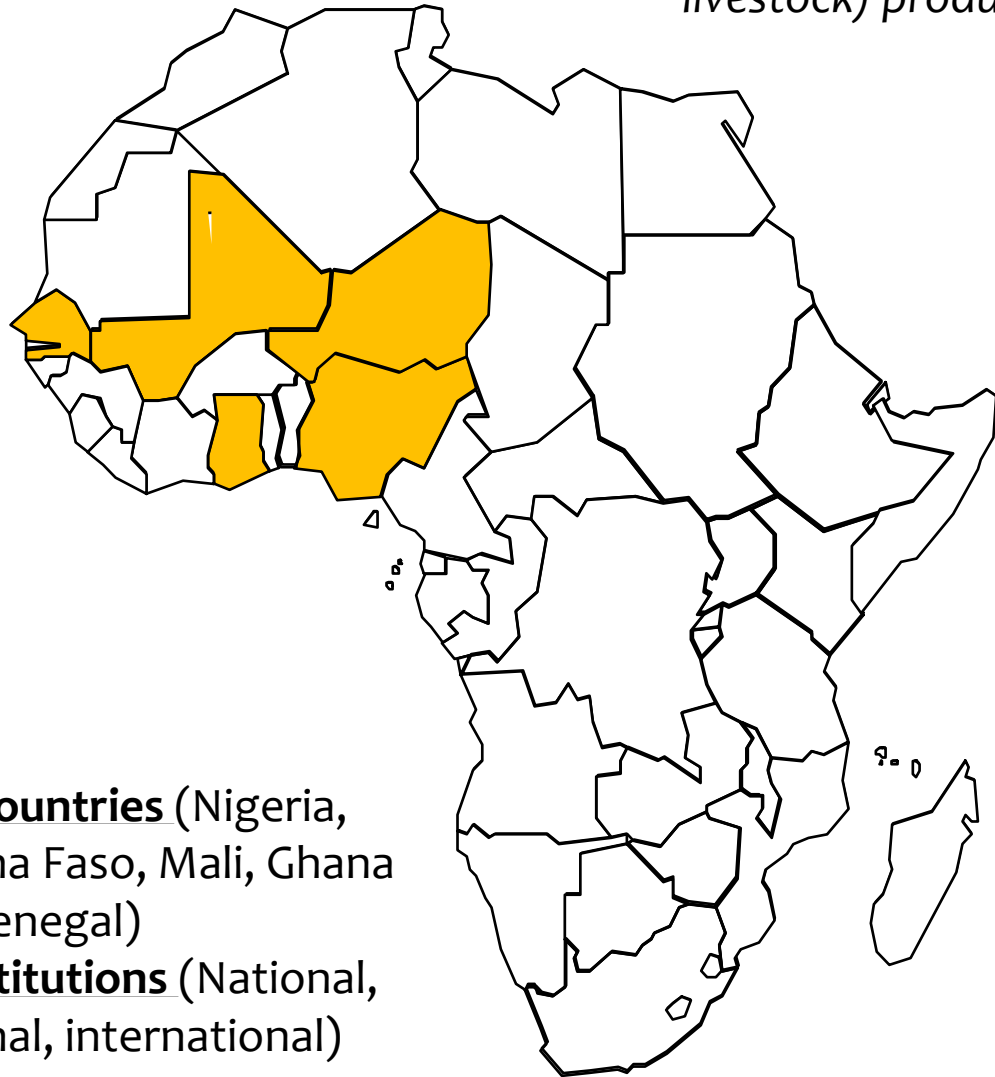 livestock) produ
ountries (Nigeria,
na Faso, Mali, Ghana
enegal)
titutions (National,
nal, international)